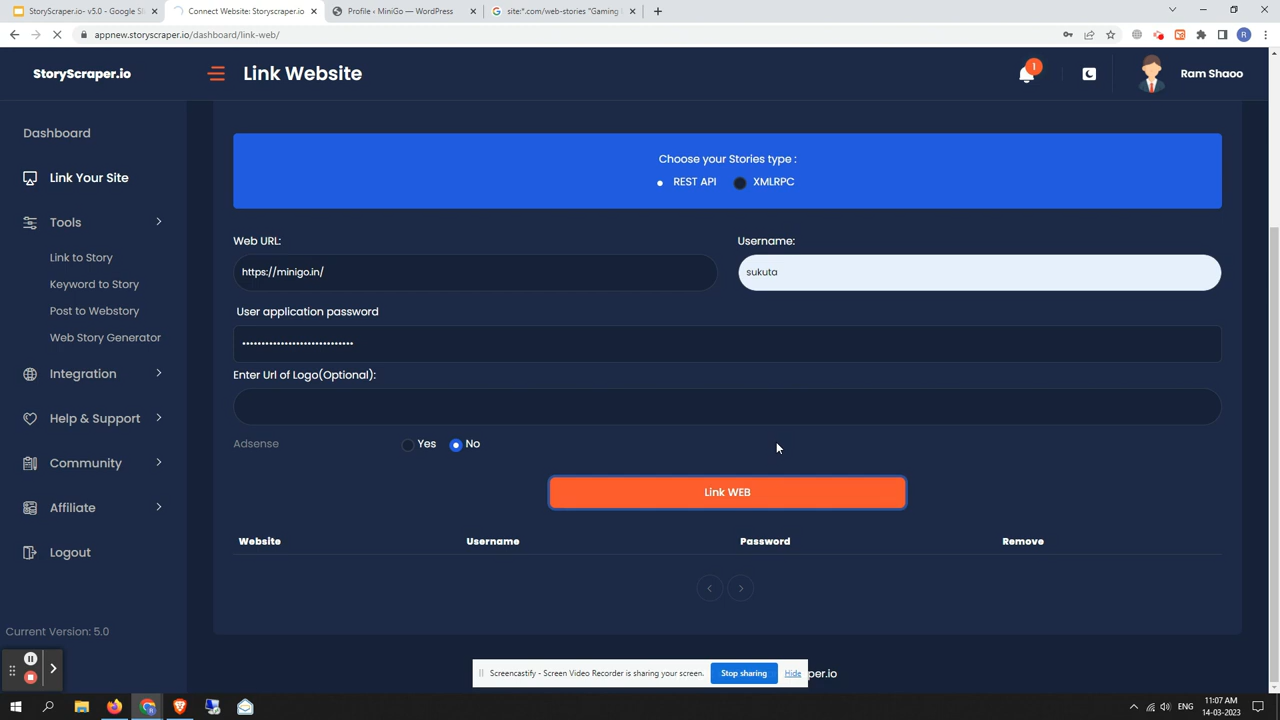 StoryScraper.io - v5.0 - Google Sl
Connect Website: Storyscraper.io
Profile ‹ MiniGo — WordPress
site:*.com/web-stories "Gaming
appnew.storyscraper.io/dashboard/link-web/
R
StoryScraper.io
Link Website
1
Ram Shaoo
Dashboard
Link Your Site
Tools
Link to Story
Keyword to Story
Post to Webstory
Web Story Generator
Integration
Help & Support
Community
Affiliate
Logout
Current Version: 5.0
Choose your Stories type :
REST API XMLRPC
Web URL: Username:
https://minigo.in/ sukuta
User application password
Enter Url of Logo(Optional):
Adsense Yes No
Link WEB
Website Username Password Remove
Screencastify - Screen Video Recorder is sharing your screen. Stop sharing Hide
per.io
ENG
11:07 AM
14-03-2023